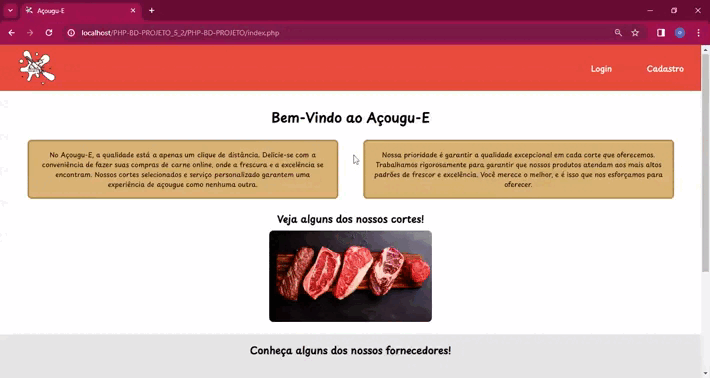 Açougu-E
localhost/PHP-BD-PROJETO_5_2/PHP-BD-PROJETO/index.php
Login
Cadastro
Bem-Vindo ao Açougu-E
No Açougu-E, a qualidade está a apenas um clique de distância. Delicie-se com a
conveniência de fazer suas compras de carne online, onde a frescura e a excelência se
encontram. Nossos cortes selecionados e serviço personalizado garantem uma
experiência de açougue como nenhuma outra.
Nossa prioridade é garantir a qualidade excepcional em cada corte que oferecemos.
Trabalhamos rigorosamente para garantir que nossos produtos atendam aos mais altos
padrões de frescor e excelência. Você merece o melhor, e é isso que nos esforçamos para
oferecer.
Veja alguns dos nossos cortes!
Conheça alguns dos nossos fornecedores!